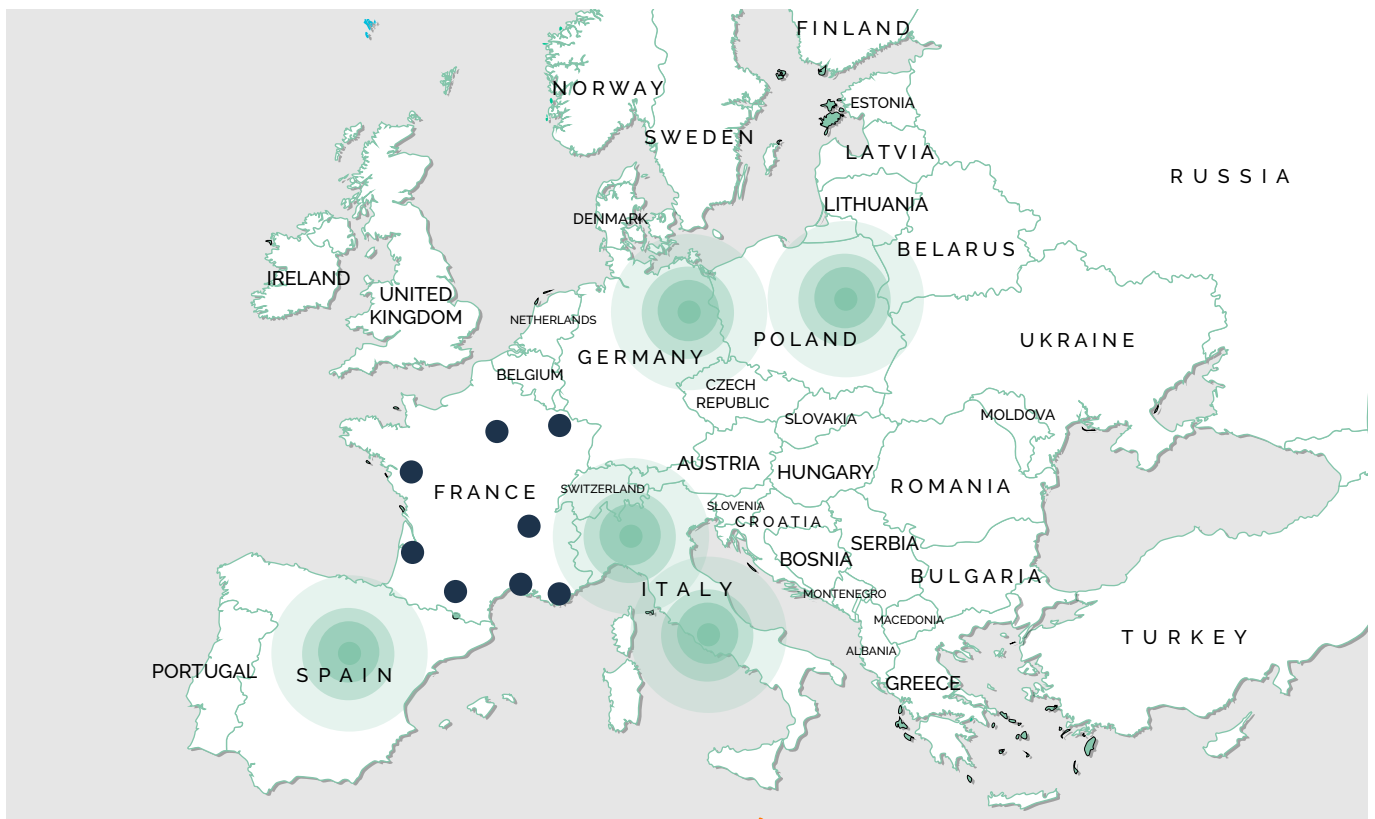 FINLAND
NORWAY
ESTONIA
SWEDEN
LATVIA
RUSSIA
LITHUANIA
DENMARK
BELARUS
IRELAND
UNITED
KINGDOM
NETHERLANDS
POLAND
UKRAINE
GERMANY
BELGIUM
CZECH
REPUBLIC
SLOVAKIA
MOLDOVA
AUSTRIA
HUNGARY
FRANCE
SWITZERLAND
ROMANIA
SLOVENIA
CROATIA
SERBIA
BOSNIA
BULGARIA
ITALY
MONTENEGRO
MACEDONIA
TURKEY
ALBANIA
PORTUGAL
SPAIN
GREECE